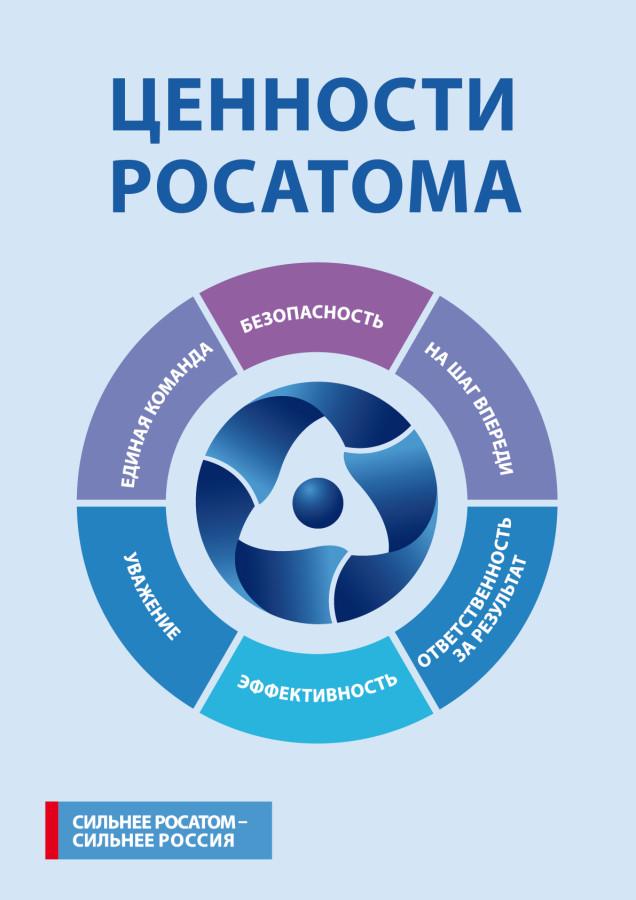 ЦЕННОСТИ
РОСАТОМА
БЕЗОПАСНОСТЬ
НА ШАГ ВПЕРЕДИ
ОТВЕТСТВЕННОСТЬ
ЗА РЕЗУЛЬТАТ
ЭФФЕКТИВНОСТЬ
УВАЖЕНИЕ
ЕДИНАЯ КОМАНДА
СИЛЬНЕЕ РОСАТОМ –
СИЛЬНЕЕ РОССИЯ